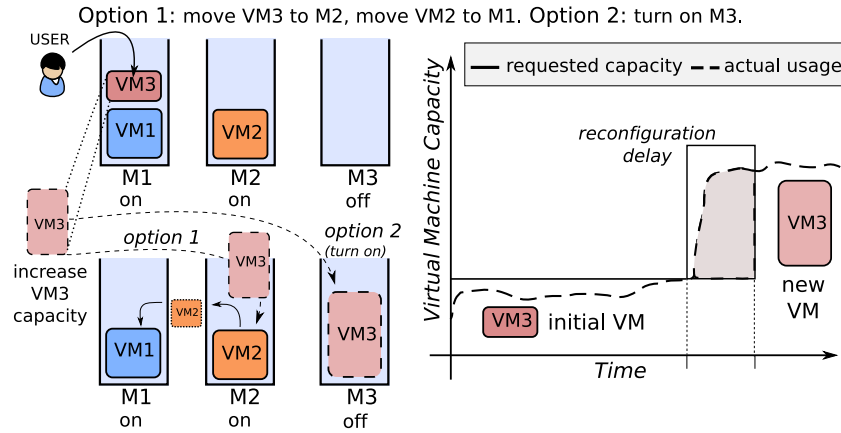 Option 1: move VM3 to M2, move VM2 to M1. Option 2: turn on M3.
USER
VM3
VM1
VM2
M1
on
M2
on
M3
off
VM3
increase
VM3
capacity
option 1
option 2
(turn on)
VM3
VM2
VM1
VM2
VM3
M1
on
M2
on
M3
off
Virtual Machine Capacity
requested capacity
actual usage
reconfiguration
delay
VM3
initial VM
VM3
new
VM
Time